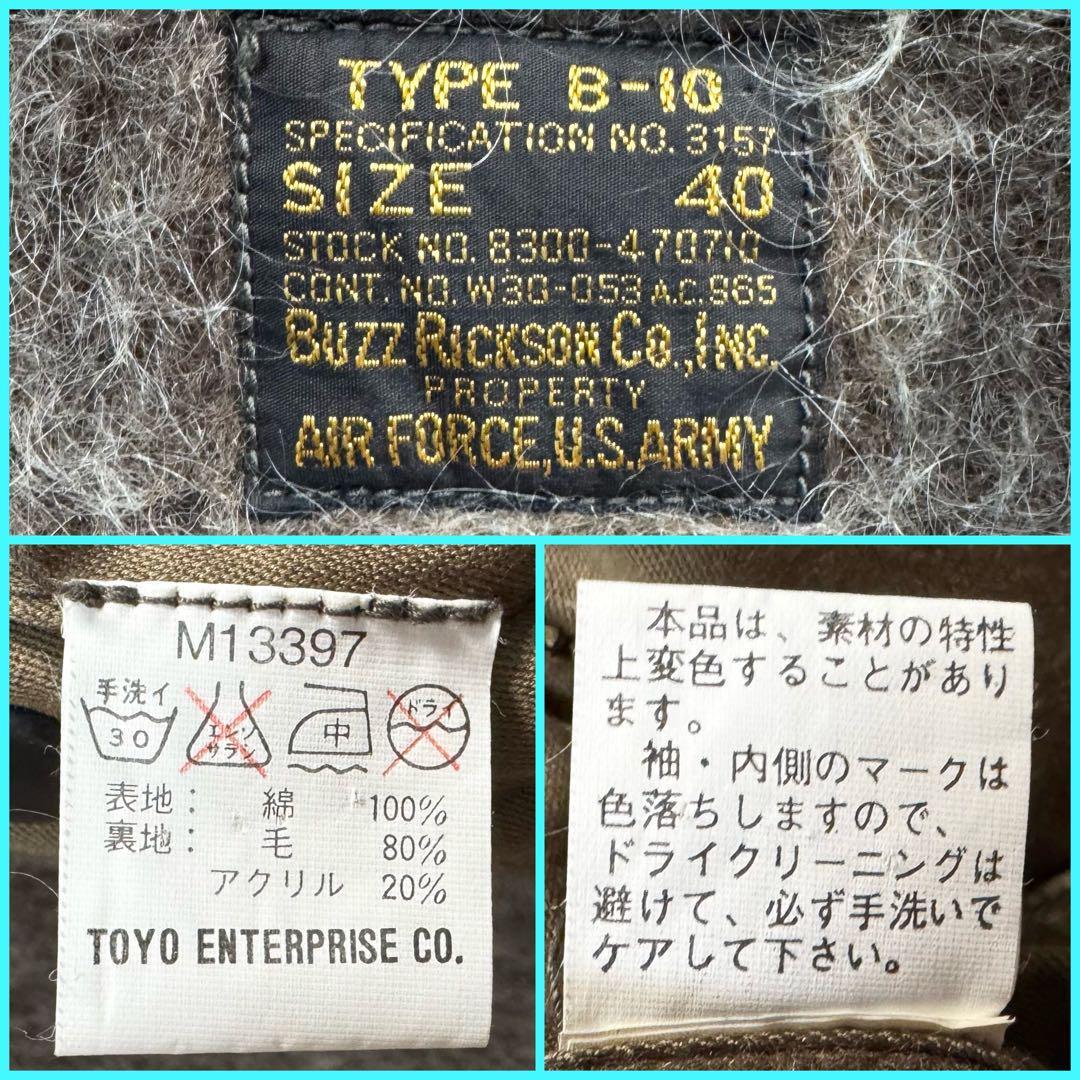 TYPE B-10
SPECIFICATION NO. 3157
SIZE 40
STOCK NO. 8300-470710
CONT. NO. W30-053 A.C. 965
BUZZ RICKSON CO., INC.
PROPERTY
AIR FORCE, U.S. ARMY
M13397
手洗イ
30
エンソ
サラシ
中
ドライ
表地: 綿 100%
裏地: 毛 80%
アクリル 20%
TOYO ENTERPRISE CO.
本品は、素材の特性
上変色することがあり
ます。
袖・内側のマークは
色落ちしますので、
ドライクリーニングは
避けて、必ず手洗いで
ケアして下さい。